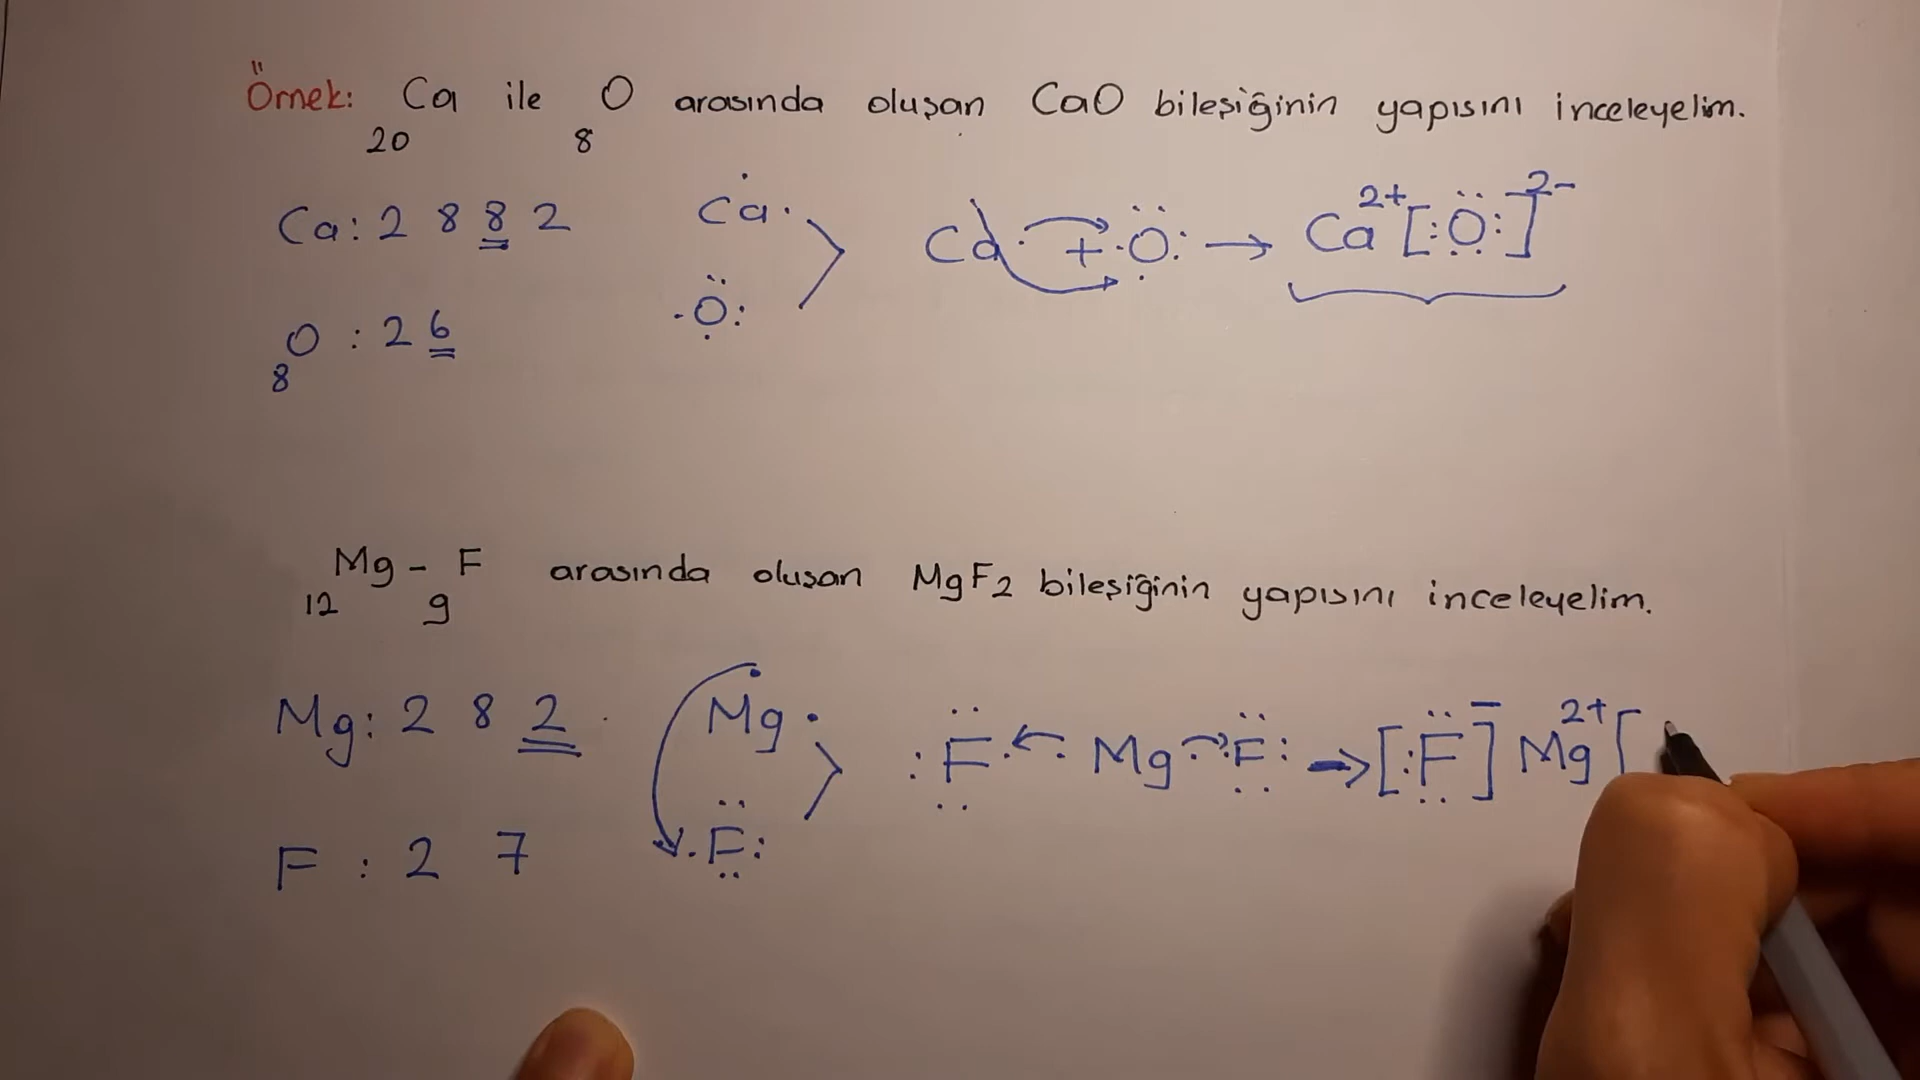 Örnek: ₂₀Ca ile ₈O arasında oluşan CaO bileşiğinin yapısını inceleyelim.
Ca: 2 8 8 2
Ca
Ca + O → Ca²⁺ [:O:]²⁻
₈O : 2 6
O
₁₂Mg - ₉F arasında oluşan MgF₂ bileşiğinin yapısını inceleyelim.
Mg: 2 8 2
Mg
F Mg F → [:F]⁻ Mg²⁺ [
F : 2 7
F